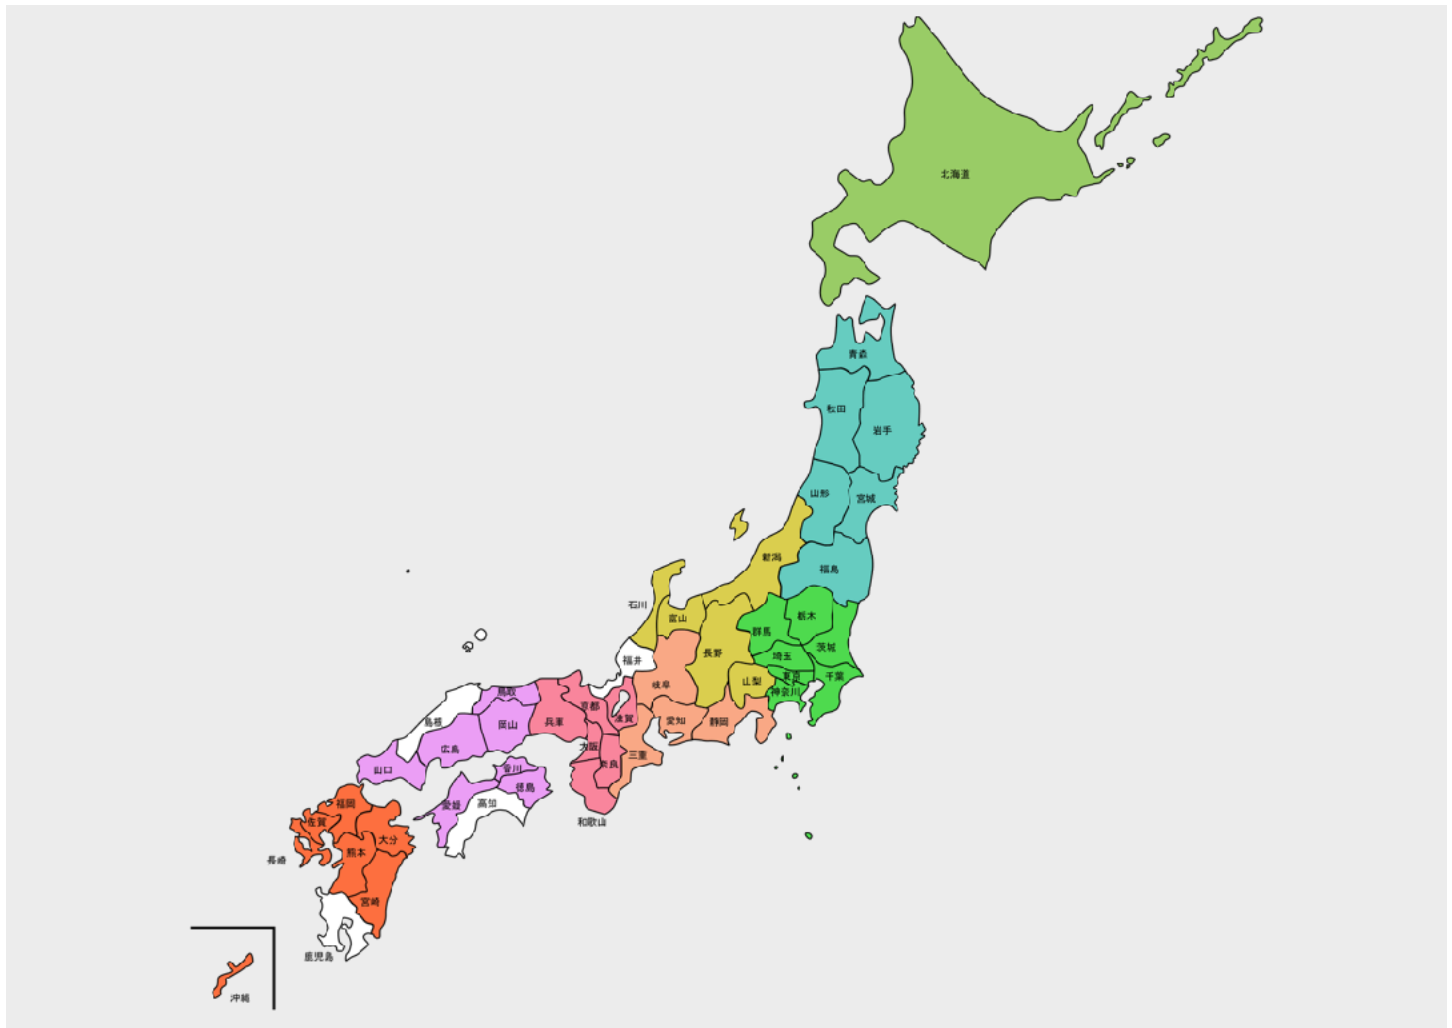 北海道
青森
秋田
岩手
山形
宮城
新潟
福島
石川
富山
群馬
栃木
福井
長野
埼玉
茨城
岐阜
山梨
東京
千葉
神奈川
鳥取
島根
岡山
兵庫
京都
滋賀
愛知
静岡
広島
大阪
奈良
三重
山口
香川
徳島
愛媛
高知
和歌山
福岡
佐賀
大分
長崎
熊本
宮崎
鹿児島
沖縄